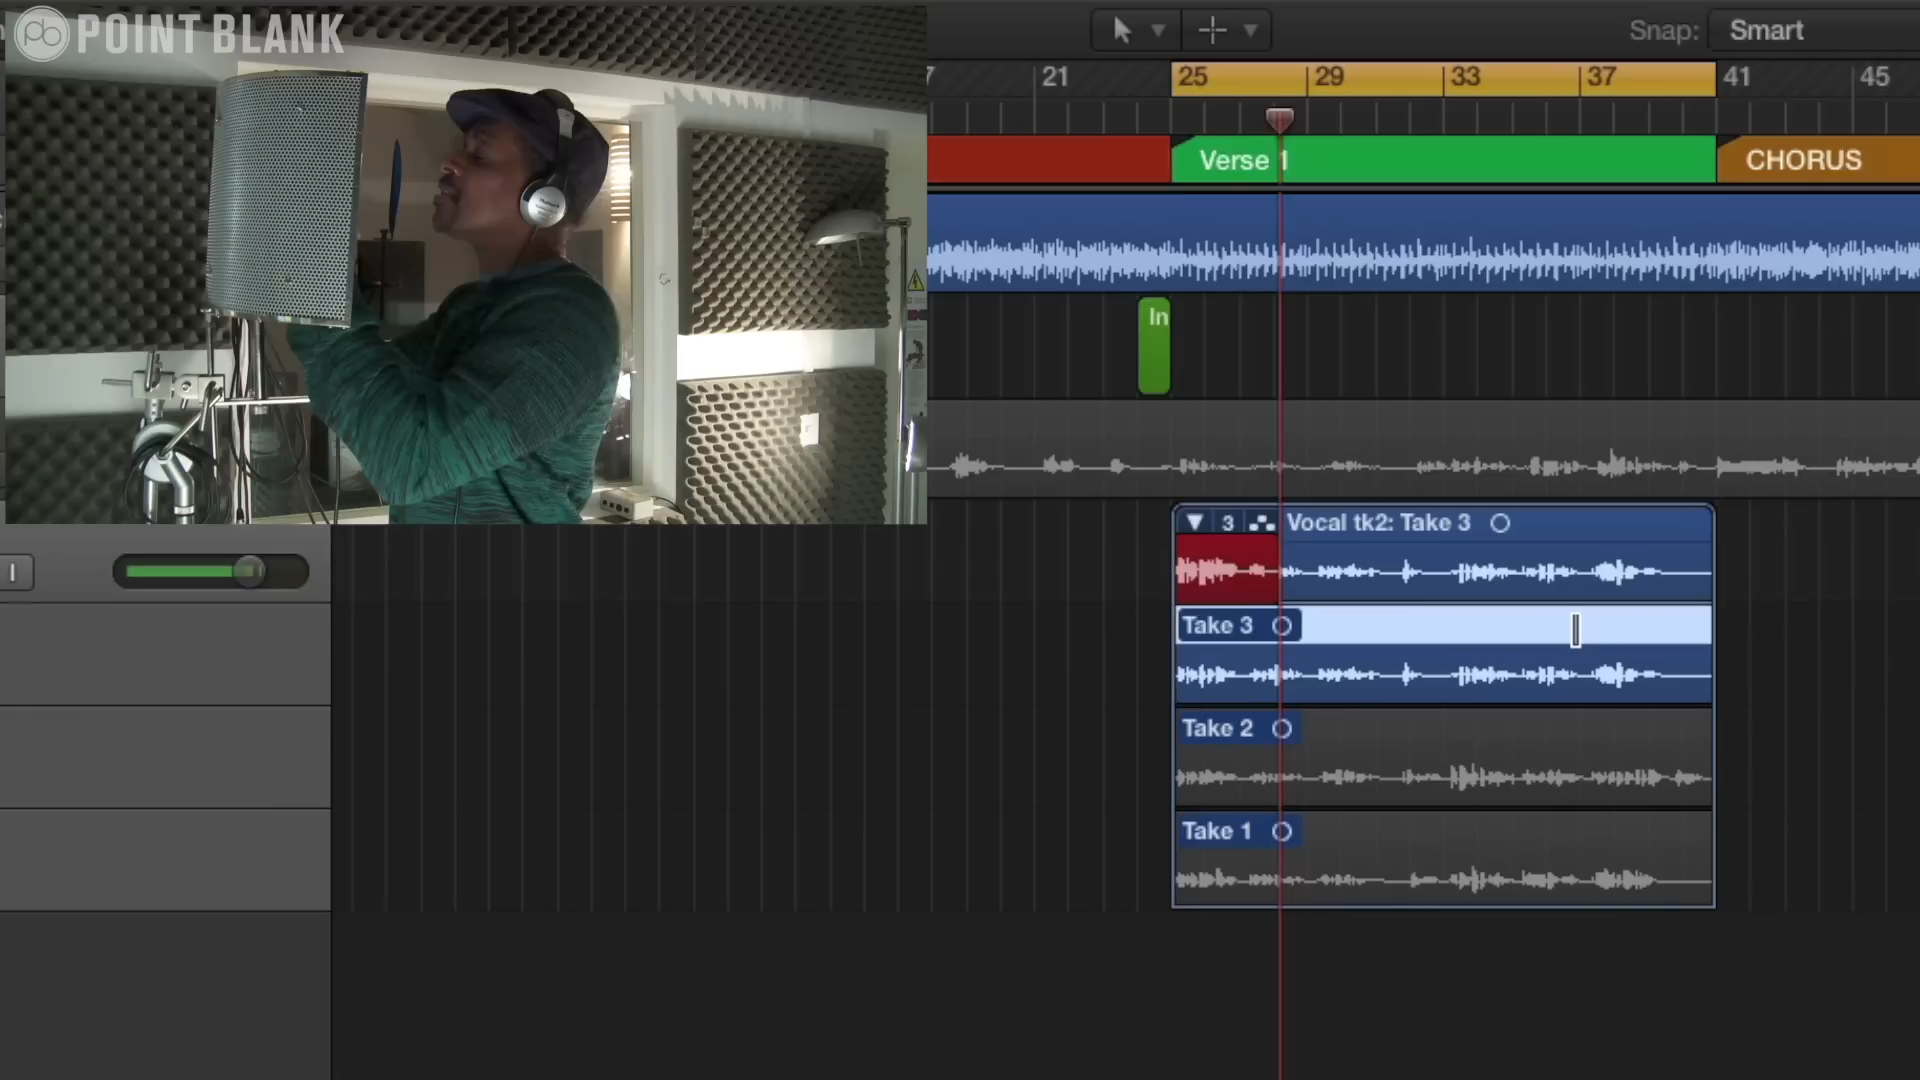 POINT BLANK
Snap: Smart
21 25 29 33 37 41 45
Verse 1
CHORUS
In
3 Vocal tk2: Take 3
Take 3
Take 2
Take 1